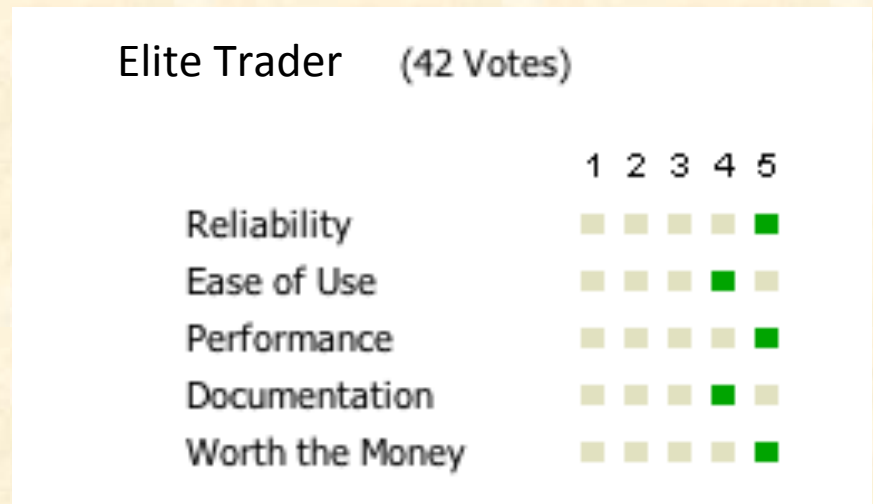 Elite Trader (42 Votes)
1 2 3 4 5
Reliability
Ease of Use
Performance
Documentation
Worth the Money